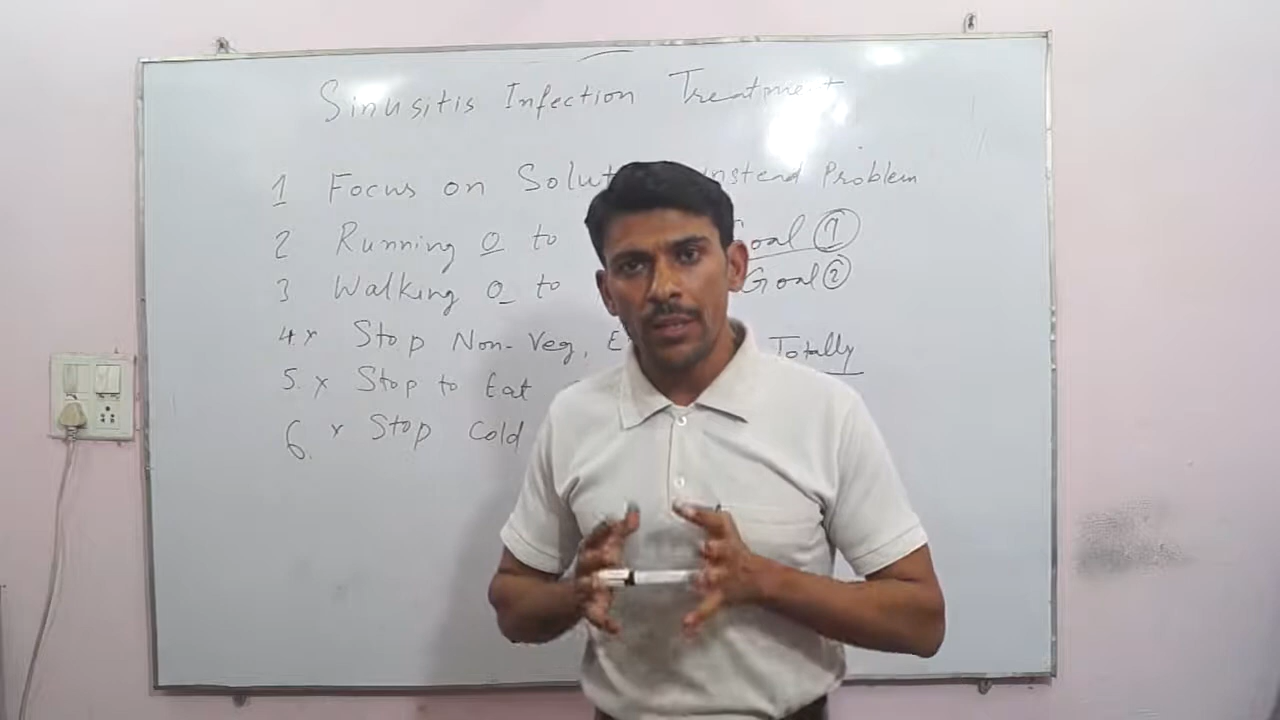 Sinusitis Infection Treatment
1 Focus on Solut instead Problem
2 Running 0 to Goal 1
3 Walking 0 to Goal 2
4. x Stop Non-Veg, E Totally
5. x Stop to Eat
6. x Stop Cold